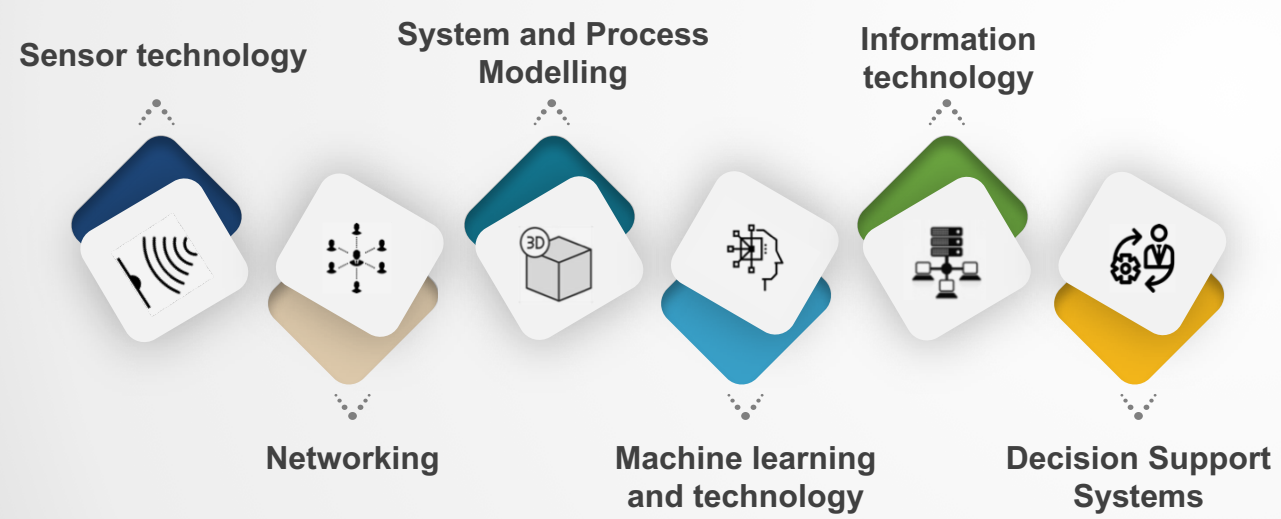 Sensor technology
System and Process
Modelling
Information
technology
3D
Networking
Machine learning
and technology
Decision Support
Systems